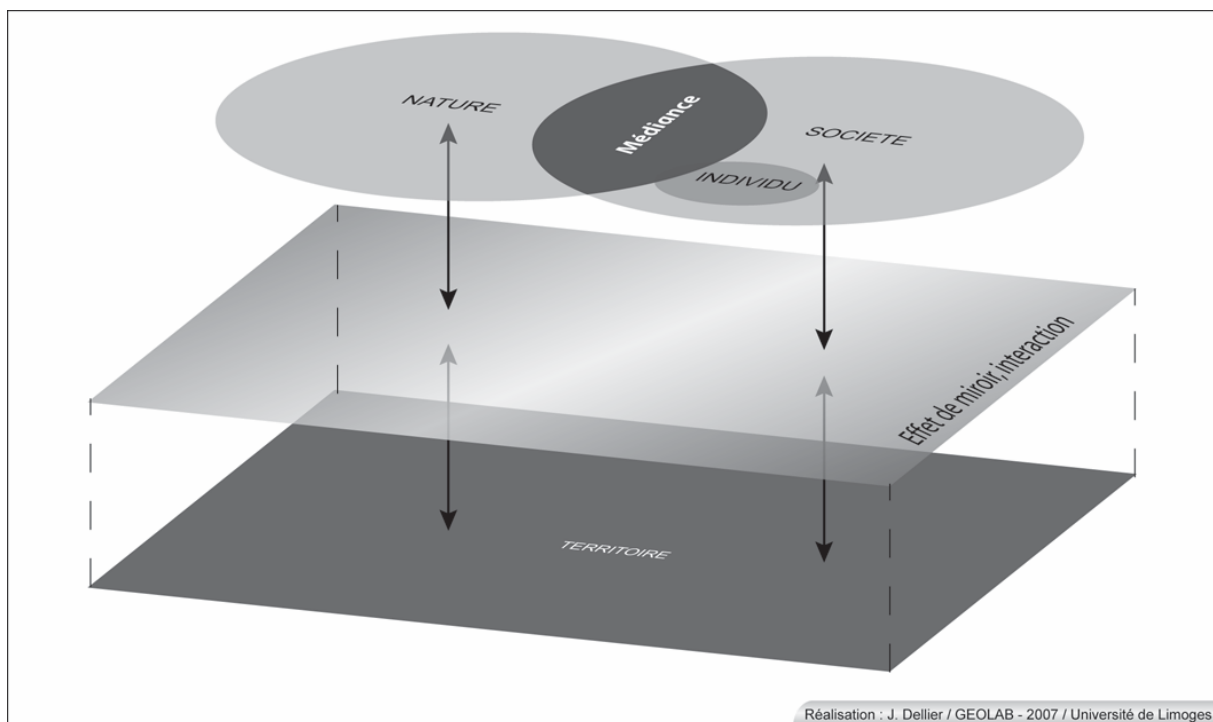 NATURE
Médiance
SOCIETE
INDIVIDU
Effet de miroir, interaction
TERRITOIRE
Réalisation : J. Dellier / GEOLAB - 2007 / Université de Limoges